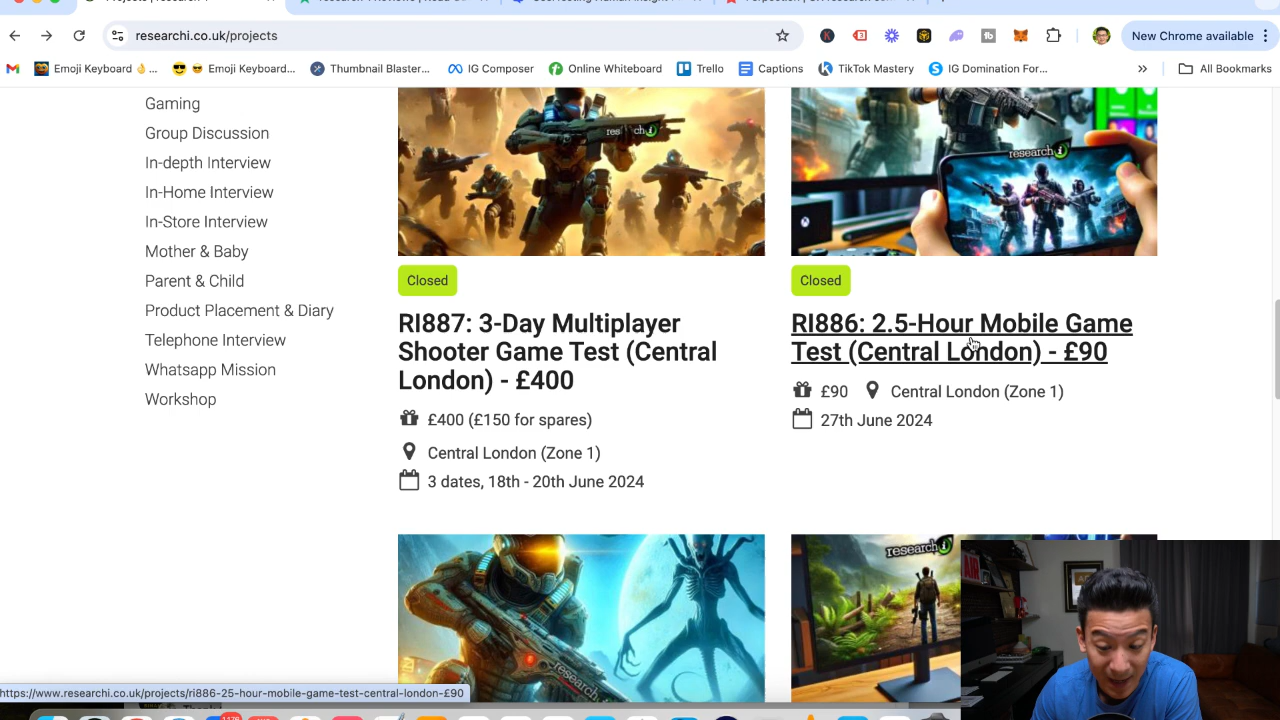 researchi.co.uk/projects
New Chrome available
Emoji Keyboard 👌 ...
😎 Emoji Keyboard...
Thumbnail Blaster...
IG Composer
Online Whiteboard
Trello
Captions
TikTok Mastery
IG Domination For...
»
All Bookmarks
Gaming
Group Discussion
In-depth Interview
In-Home Interview
In-Store Interview
Mother & Baby
Parent & Child
Product Placement & Diary
Telephone Interview
Whatsapp Mission
Workshop
Closed
RI887: 3-Day Multiplayer
Shooter Game Test (Central
London) - £400
£400 (£150 for spares)
Central London (Zone 1)
3 dates, 18th - 20th June 2024
researchi
Closed
RI886: 2.5-Hour Mobile Game
Test (Central London) - £90
£90 Central London (Zone 1)
27th June 2024
researchi
https://www.researchi.co.uk/projects/ri886-25-hour-mobile-game-test-central-london-£90